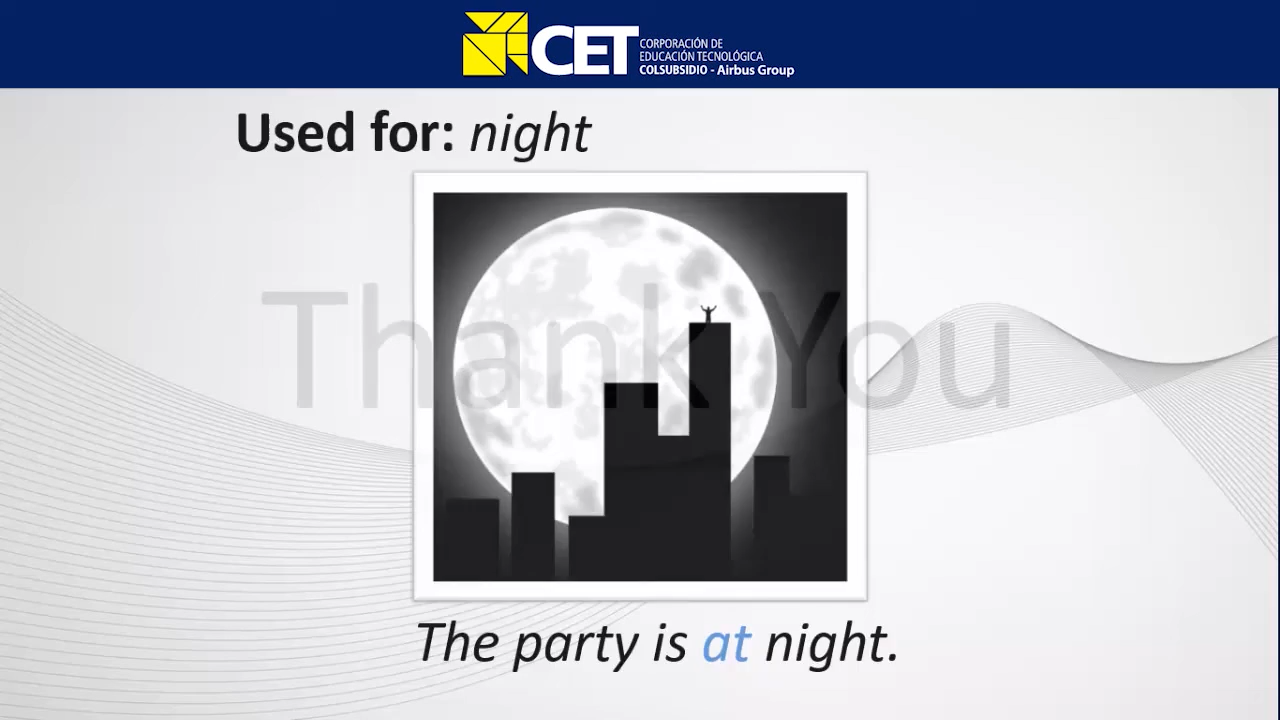 CET
CORPORACIÓN DE
EDUCACIÓN TECNOLÓGICA
COLSUBSIDIO - Airbus Group
Used for: night
Thank You
The party is at night.